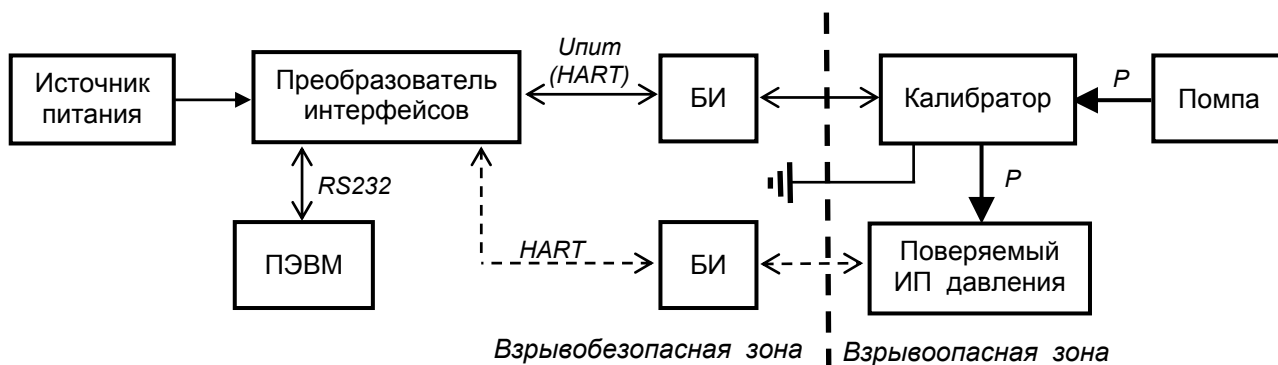 Источник
питания
Преобразователь
интерфейсов
Uпит
(HART)
БИ
Калибратор
P
Помпа
RS232
P
ПЭВМ
HART
БИ
Поверяемый
ИП давления
Взрывобезопасная зона
Взрывоопасная зона